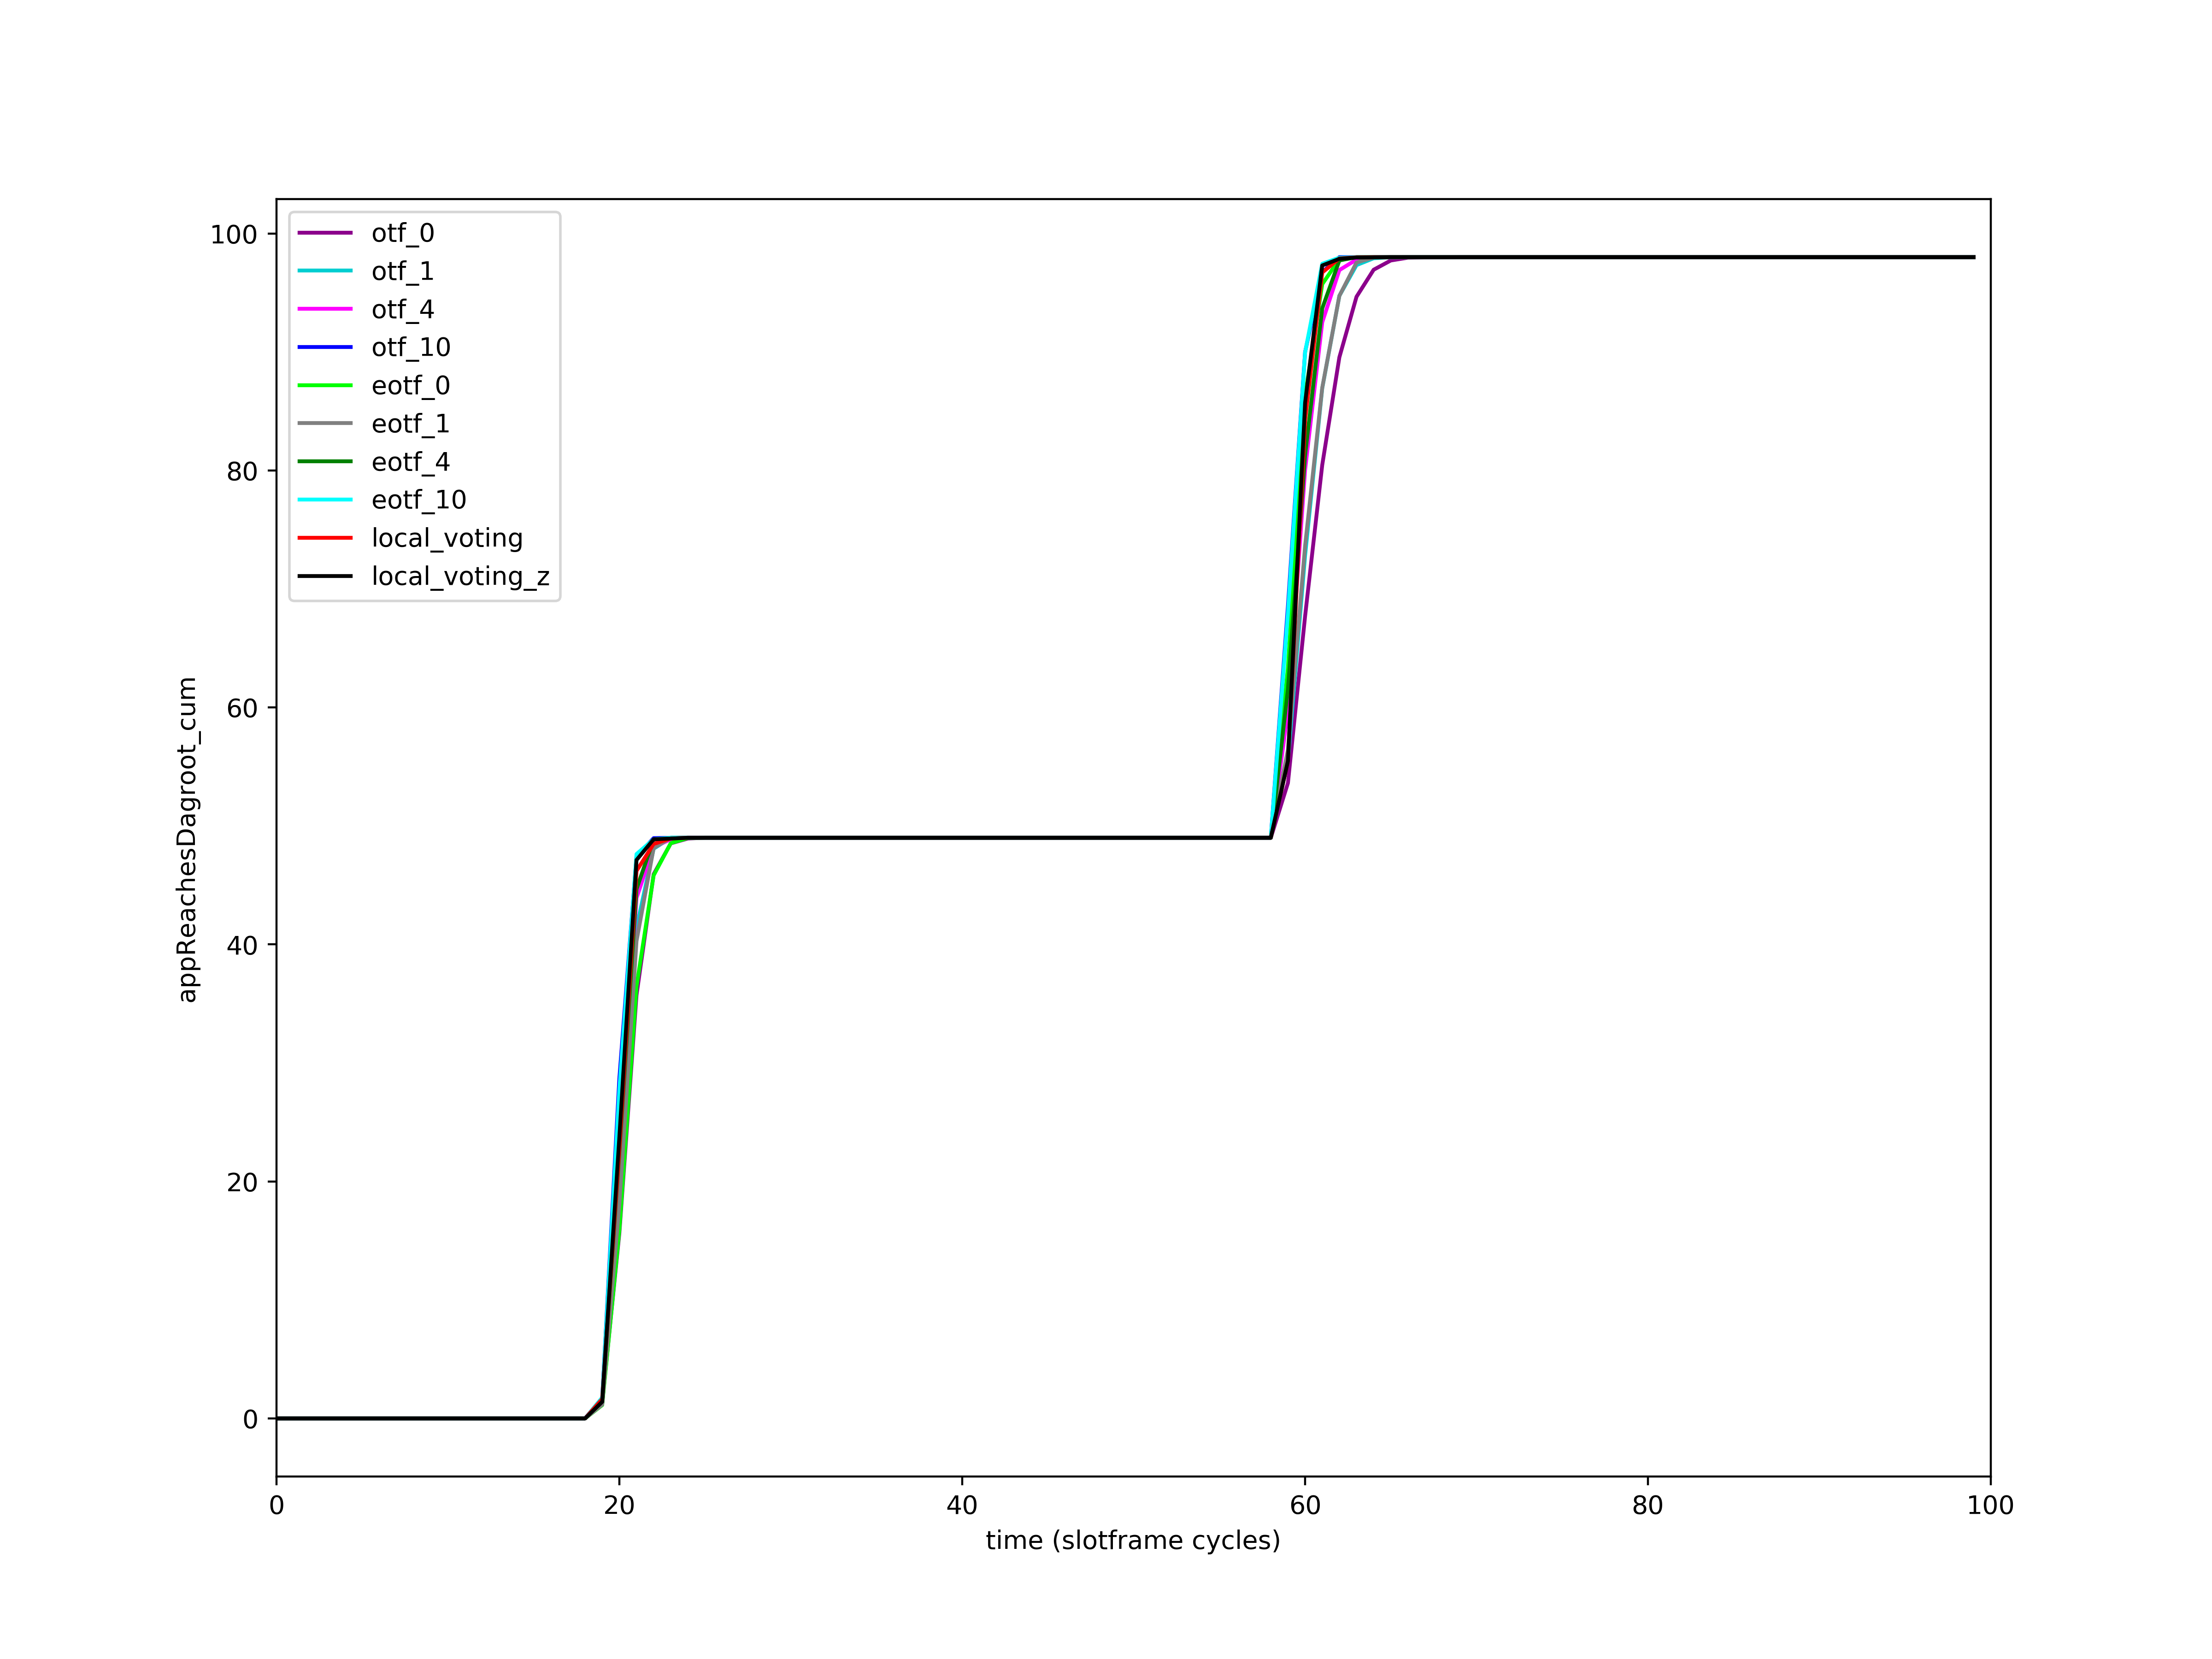 100
80
60
40
20
0
appReachesDagroot_cum
otf_0
otf_1
otf_4
otf_10
eotf_0
eotf_1
eotf_4
eotf_10
local_voting
local_voting_z
0 20 40 60 80 100
time (slotframe cycles)